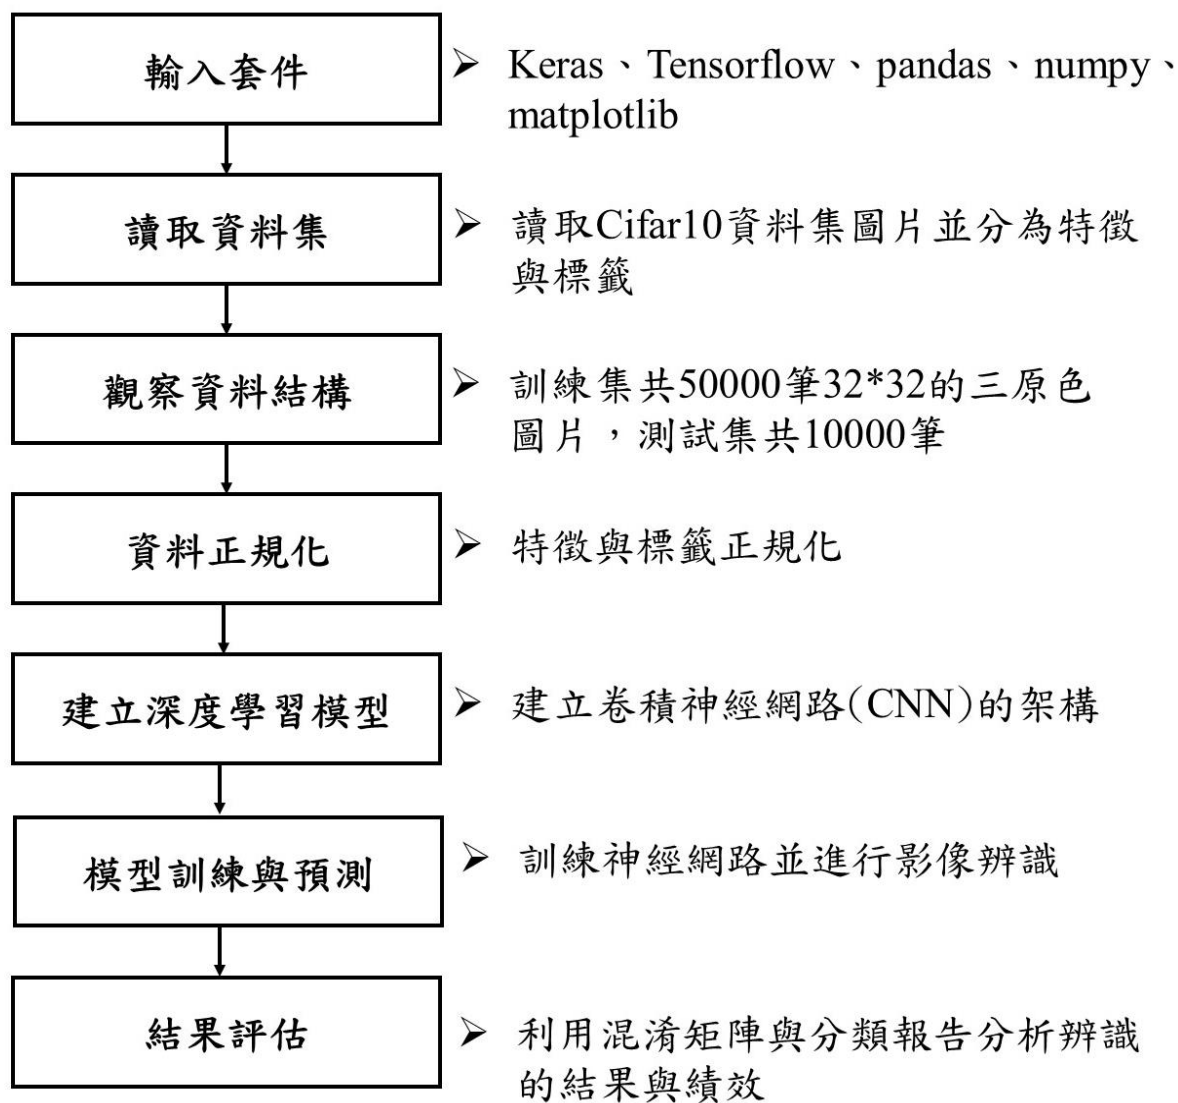 輸入套件
➢ Keras、Tensorflow、pandas、numpy、
matplotlib
讀取資料集
➢ 讀取Cifar10資料集圖片並分為特徵
與標籤
觀察資料結構
➢ 訓練集共50000筆32*32的三原色
圖片，測試集共10000筆
資料正規化
➢ 特徵與標籤正規化
建立深度學習模型
➢ 建立卷積神經網路(CNN)的架構
模型訓練與預測
➢ 訓練神經網路並進行影像辨識
結果評估
➢ 利用混淆矩陣與分類報告分析辨識
的結果與績效